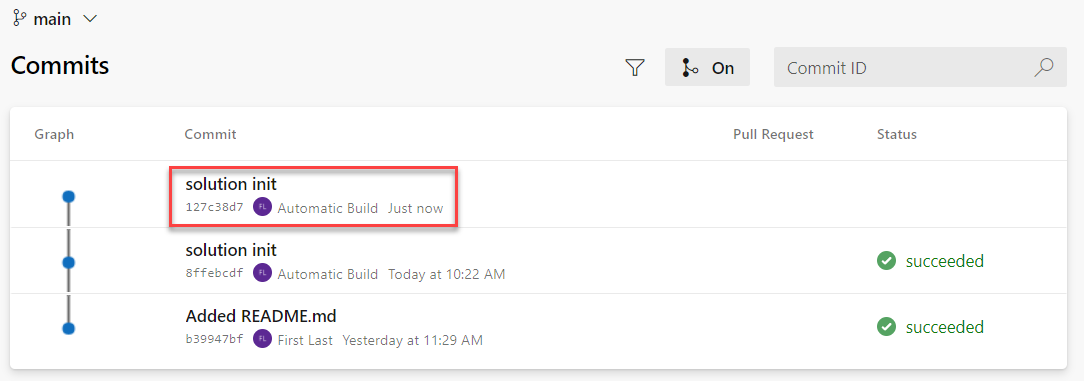 main
Commits
On
Commit ID
Graph Commit Pull Request Status
solution init
127c38d7 FL Automatic Build Just now
solution init
8ffebcdf FL Automatic Build Today at 10:22 AM
succeeded
Added README.md
b39947bf FL First Last Yesterday at 11:29 AM
succeeded